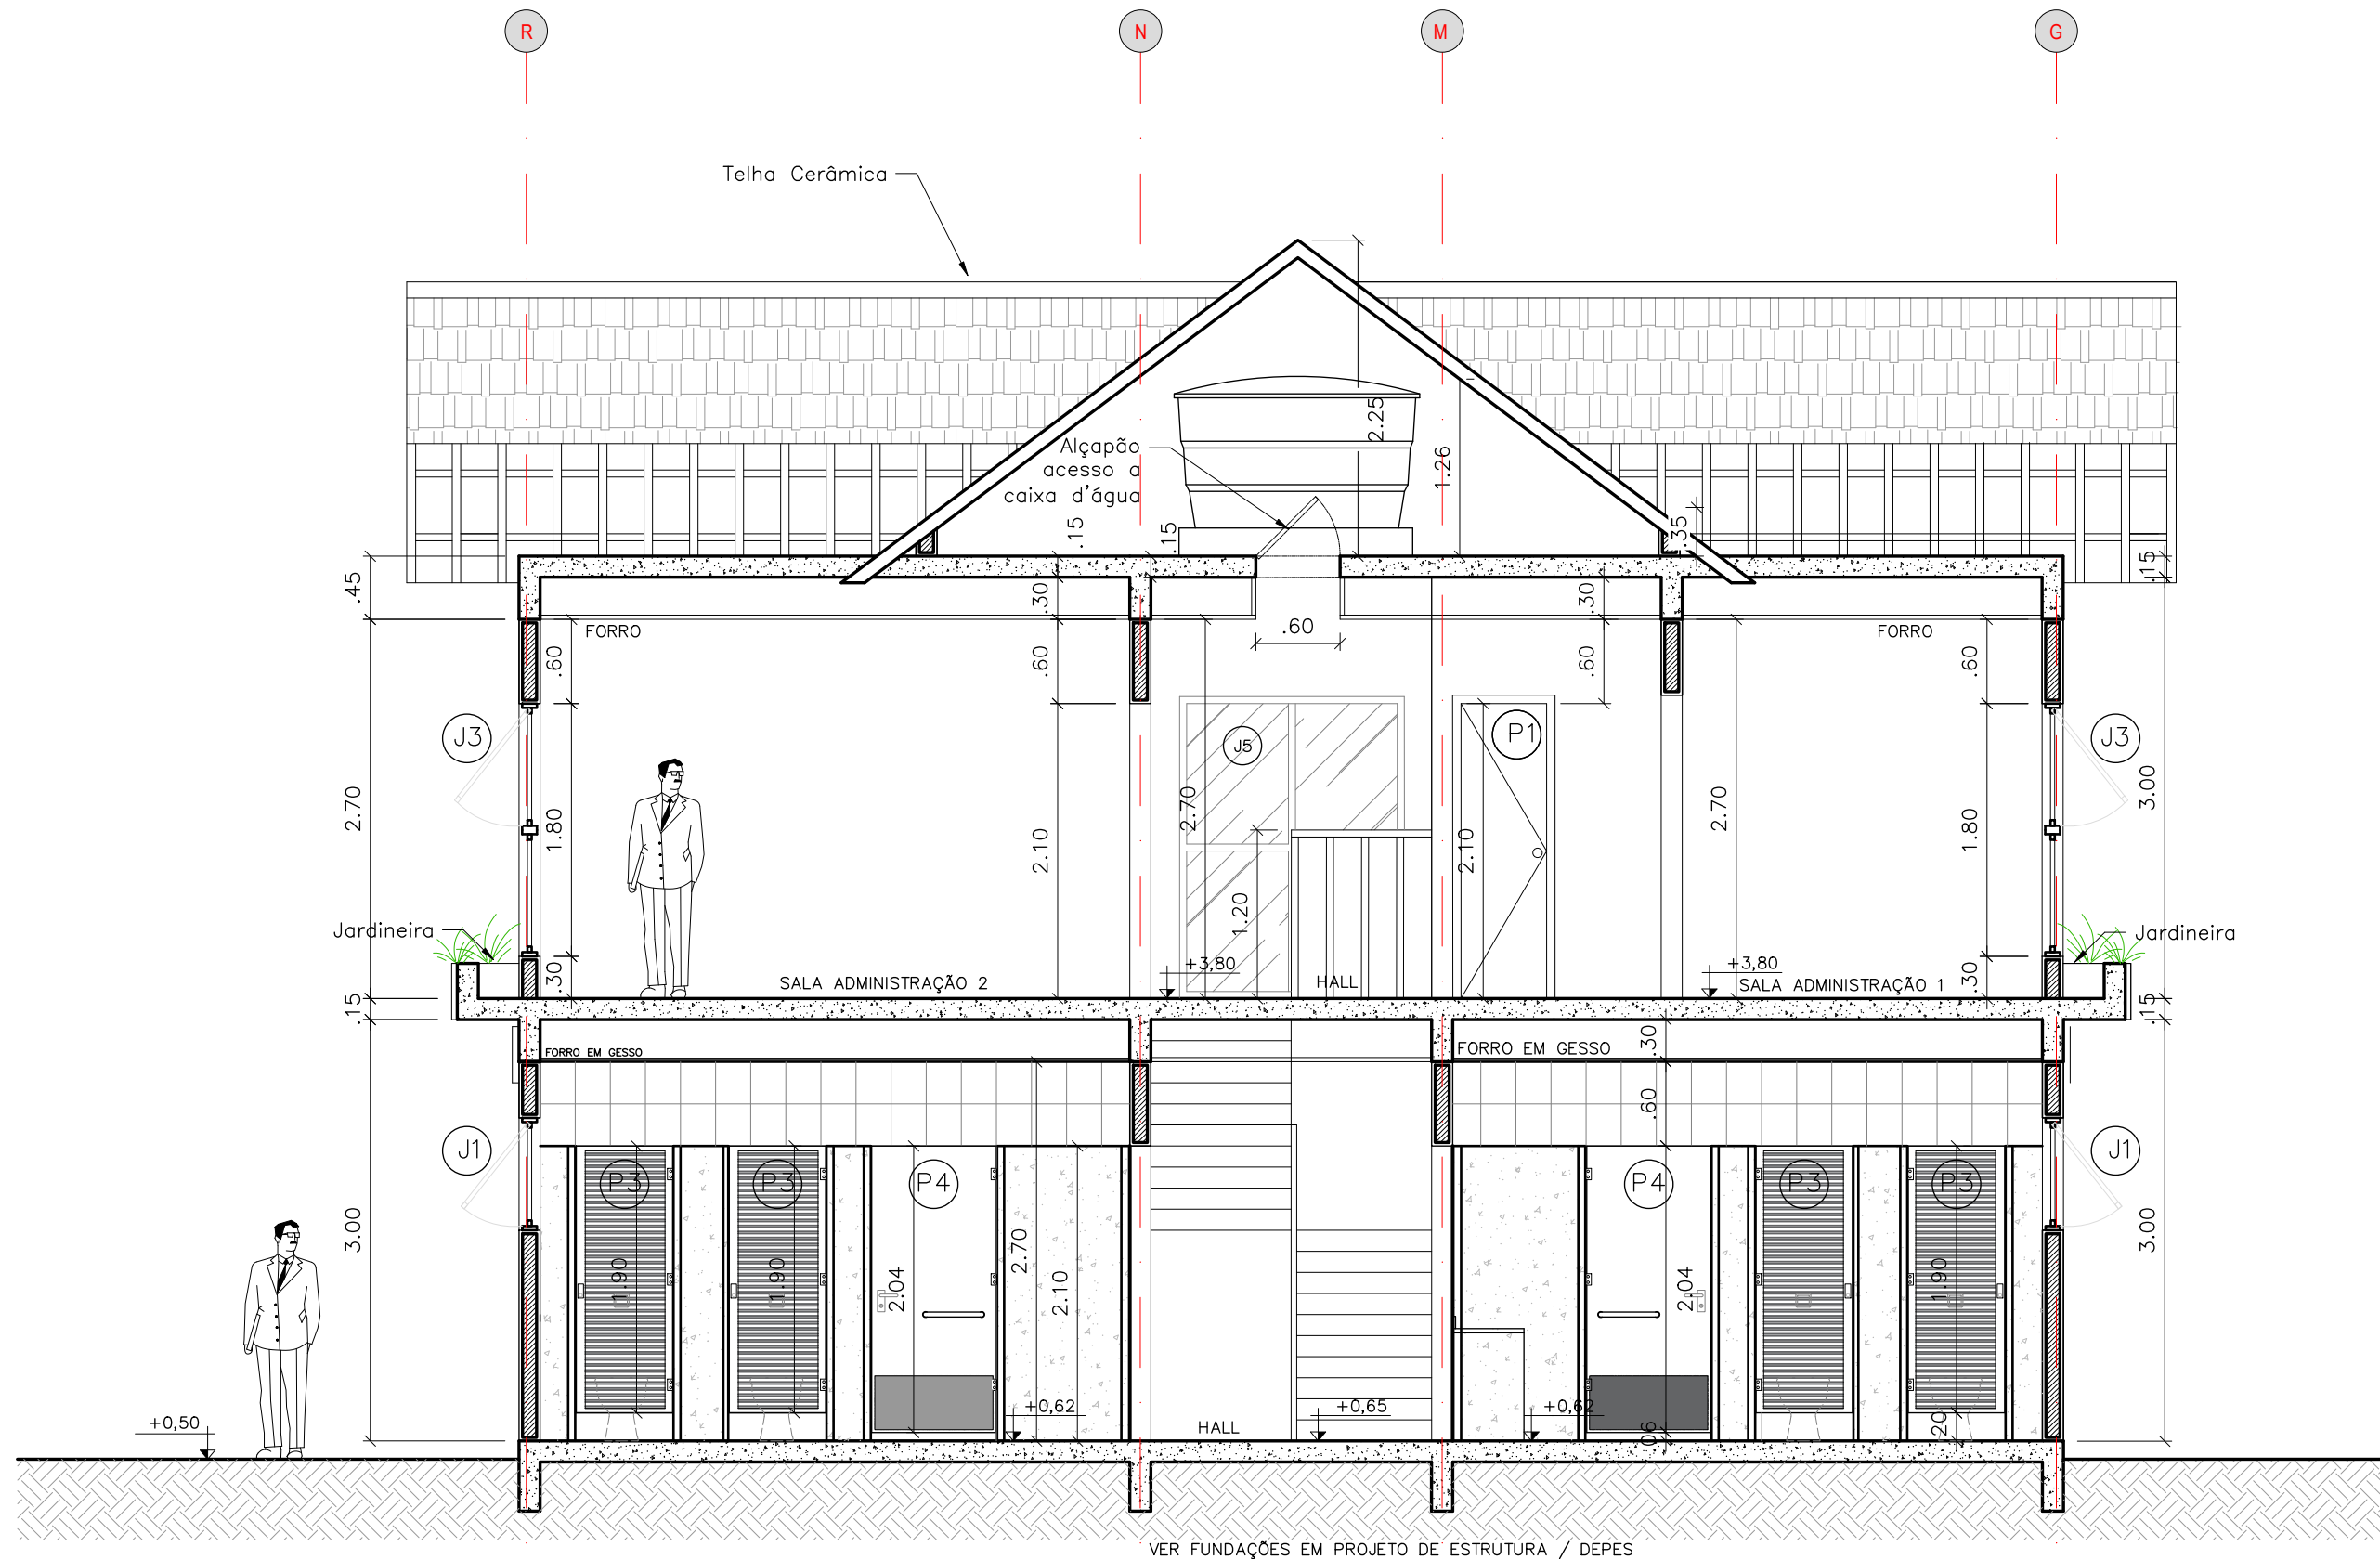 R N M G
Telha Cerâmica
2.25
1.26
Alçapão
acesso a
caixa d'água
.15 .15 .35 .15
.45 .30 .30
FORRO .60 FORRO
.60 .60 .60 .60
J3 J5 P1 J3
2.70 1.80 2.10 2.70 2.10 2.70 1.80 3.00
1.20
Jardineira Jardineira
+3,80 +3,80
.30 SALA ADMINISTRAÇÃO 2 HALL SALA ADMINISTRAÇÃO 1 .30
.15 .15
.30
FORRO EM GESSO FORRO EM GESSO
.60
J1 J1
P3 P3 P4 P4 P3 P3
3.00 2.70 3.00
1.90 1.90 2.04 2.10 2.04 1.90
+0,50 +0,62 +0,65 +0,62
HALL .06 .20
VER FUNDAÇÕES EM PROJETO DE ESTRUTURA / DEPES